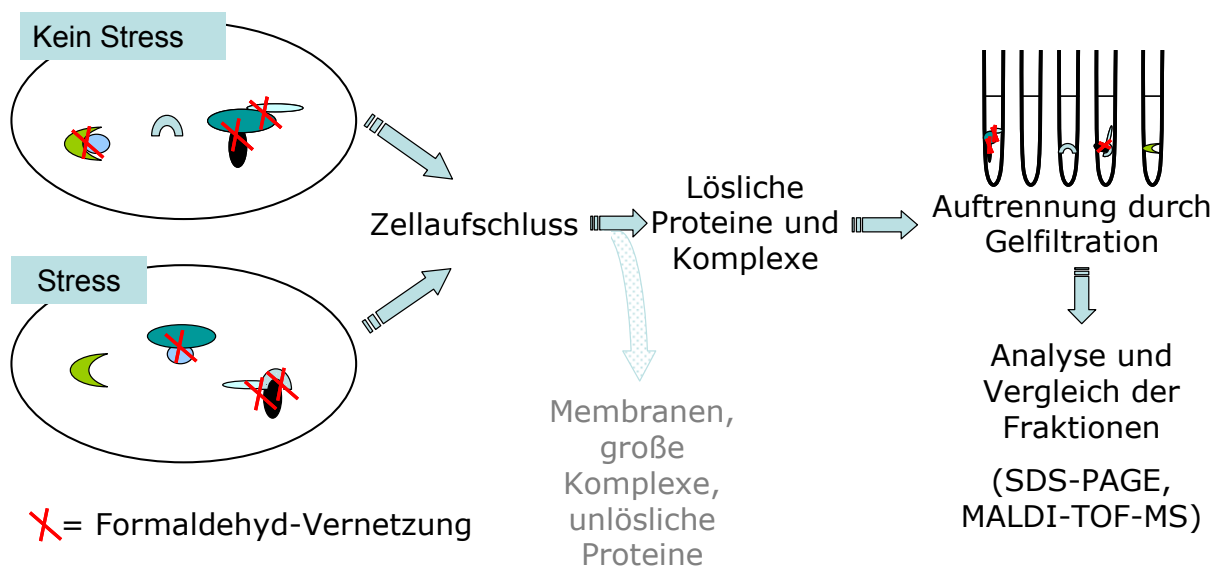 Kein Stress
Stress
Zellaufschluss
Lösliche
Proteine und
Komplexe
Auftrennung durch
Gelfiltration
Analyse und
Vergleich der
Fraktionen
(SDS-PAGE,
MALDI-TOF-MS)
Membranen,
große
Komplexe,
unlösliche
Proteine
= Formaldehyd-Vernetzung